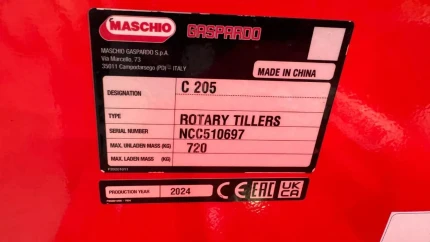 MASCHIO GASPARDO
MASCHIO GASPARDO S.p.A.
Via Marcello, 73
35011 Campodarsego (PD) ITALY
MADE IN CHINA
DESIGNATION C 205
TYPE ROTARY TILLERS
SERIAL NUMBER NCC510697
MAX. UNLADEN MASS (KG) 720
MAX. LADEN MASS (KG)
PRODUCTION YEAR 2024 CE EAC UK CA